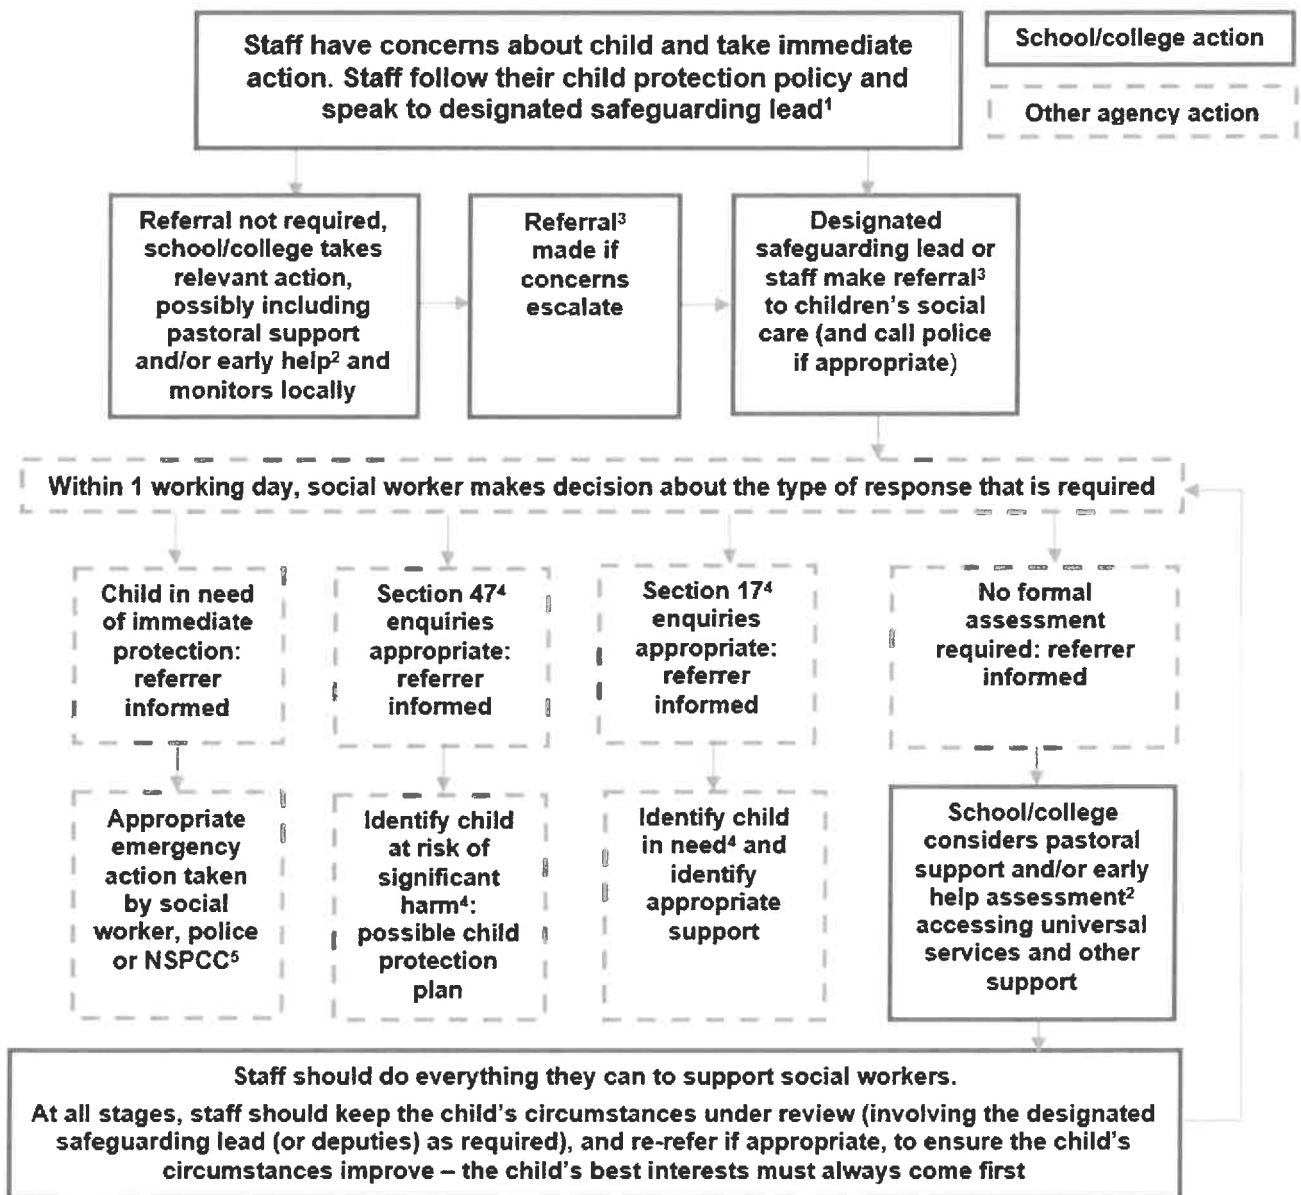 Staff have concerns about child and take immediate
action. Staff follow their child protection policy and
speak to designated safeguarding lead¹
School/college action
Other agency action
Referral not required,
school/college takes
relevant action,
possibly including
pastoral support
and/or early help² and
monitors locally
Referral³
made if
concerns
escalate
Designated
safeguarding lead or
staff make referral³
to children's social
care (and call police
if appropriate)
Within 1 working day, social worker makes decision about the type of response that is required
Child in need
of immediate
protection:
referrer
informed
Section 47⁴
enquiries
appropriate:
referrer
informed
Section 17⁴
enquiries
appropriate:
referrer
informed
No formal
assessment
required: referrer
informed
Appropriate
emergency
action taken
by social
worker, police
or NSPCC⁵
Identify child
at risk of
significant
harm⁴:
possible child
protection
plan
Identify child
in need⁴ and
identify
appropriate
support
School/college
considers pastoral
support and/or early
help assessment²
accessing universal
services and other
support
Staff should do everything they can to support social workers.
At all stages, staff should keep the child's circumstances under review (involving the designated
safeguarding lead (or deputies) as required), and re-refer if appropriate, to ensure the child's
circumstances improve – the child's best interests must always come first